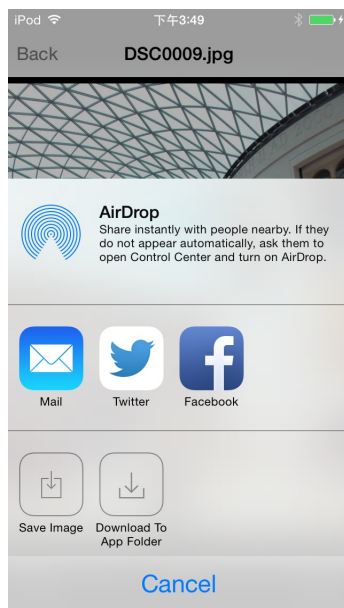 iPod 下午3:49
Back DSC0009.jpg
AirDrop
Share instantly with people nearby. If they
do not appear automatically, ask them to
open Control Center and turn on AirDrop.
Mail Twitter Facebook
Save Image Download To
App Folder
Cancel